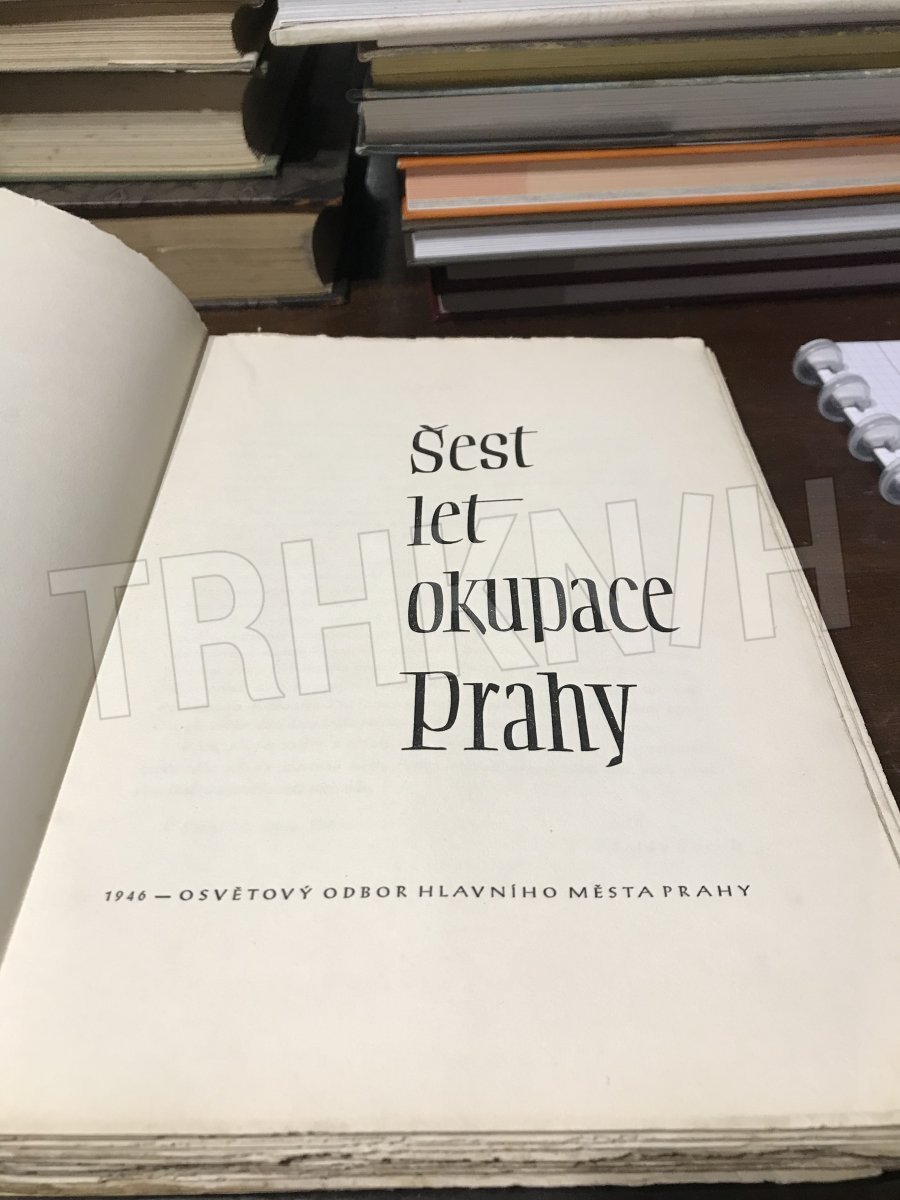 Šest
let
okupace
Prahy
TRHKNIH
1946 — OSVĚTOVÝ ODBOR HLAVNÍHO MĚSTA PRAHY